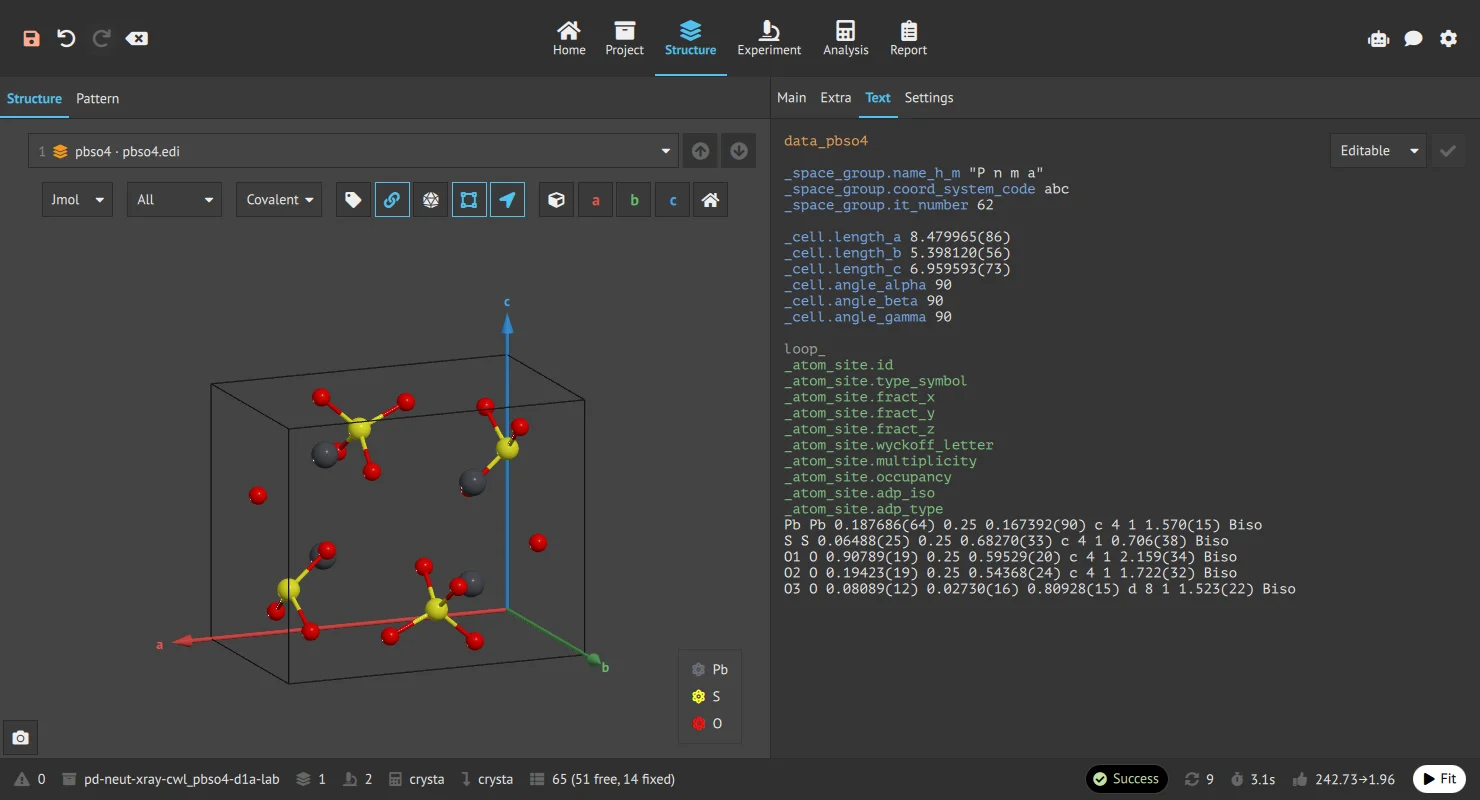 Home Project Structure Experiment Analysis Report
Structure Pattern
Main Extra Text Settings
1 pbso4 · pbso4.edi
Jmol All Covalent a b c
c
a
b
Pb
S
O
data_pbso4
Editable
_space_group.name_h_m "P n m a"
_space_group.coord_system_code abc
_space_group.it_number 62
_cell.length_a 8.479965(86)
_cell.length_b 5.398120(56)
_cell.length_c 6.959593(73)
_cell.angle_alpha 90
_cell.angle_beta 90
_cell.angle_gamma 90
loop_
_atom_site.id
_atom_site.type_symbol
_atom_site.fract_x
_atom_site.fract_y
_atom_site.fract_z
_atom_site.wyckoff_letter
_atom_site.multiplicity
_atom_site.occupancy
_atom_site.adp_iso
_atom_site.adp_type
Pb Pb 0.187686(64) 0.25 0.167392(90) c 4 1 1.570(15) Biso
S S 0.06488(25) 0.25 0.68270(33) c 4 1 0.706(38) Biso
O1 O 0.90789(19) 0.25 0.59529(20) c 4 1 2.159(34) Biso
O2 O 0.19423(19) 0.25 0.54368(24) c 4 1 1.722(32) Biso
O3 O 0.08089(12) 0.02730(16) 0.80928(15) d 8 1 1.523(22) Biso
0 pd-neut-xray-cwl_pbso4-d1a-lab 1 2 crysta crysta 65 (51 free, 14 fixed) Success 9 3.1s 242.73→1.96 Fit